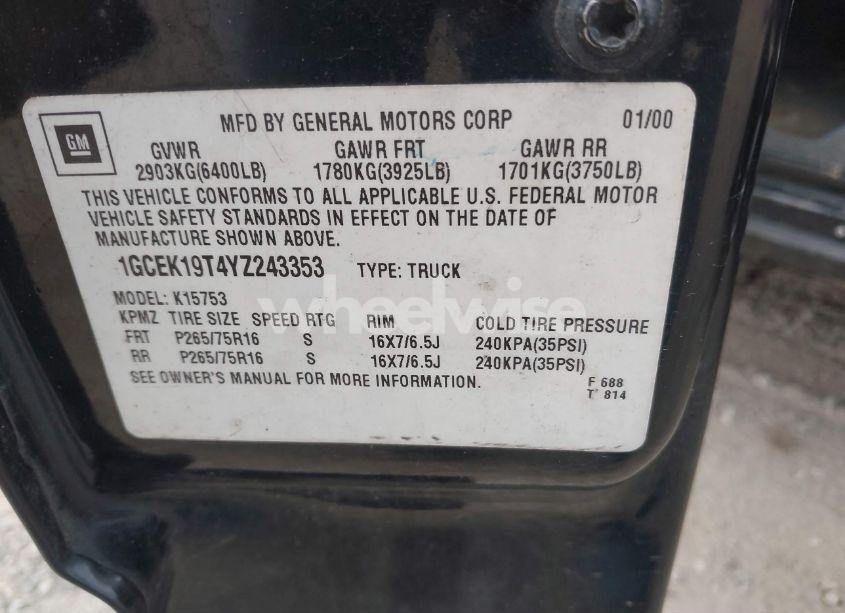 GM
MFD BY GENERAL MOTORS CORP 01/00
GVWR GAWR FRT GAWR RR
2903KG(6400LB) 1780KG(3925LB) 1701KG(3750LB)
THIS VEHICLE CONFORMS TO ALL APPLICABLE U.S. FEDERAL MOTOR
VEHICLE SAFETY STANDARDS IN EFFECT ON THE DATE OF
MANUFACTURE SHOWN ABOVE.
1GCEK19T4YZ243353 TYPE: TRUCK
MODEL: K15753
wheelwise
KPMZ TIRE SIZE SPEED RTG RIM COLD TIRE PRESSURE
FRT P265/75R16 S 16X7/6.5J 240KPA(35PSI)
RR P265/75R16 S 16X7/6.5J 240KPA(35PSI)
SEE OWNER'S MANUAL FOR MORE INFORMATION.
F 688
T 814